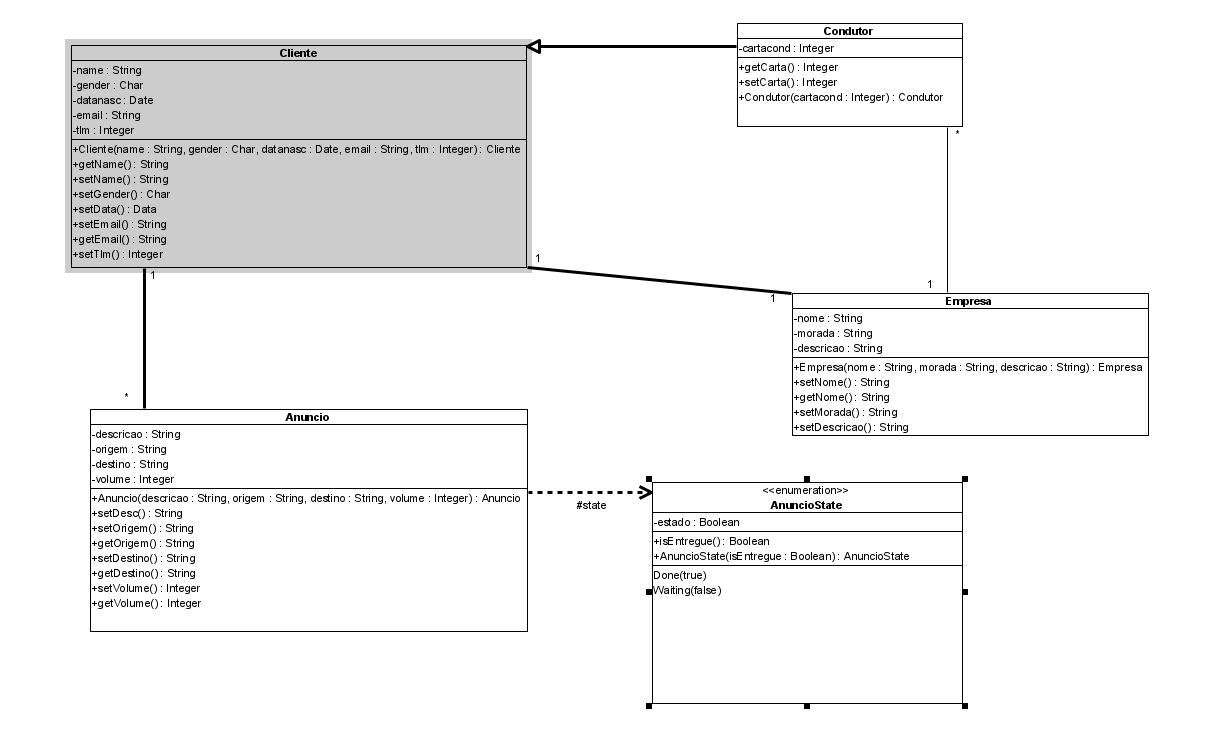 Cliente
-name : String
-gender : Char
-datanasc : Date
-email : String
-tlm : Integer
+Cliente(name : String, gender : Char, datanasc : Date, email : String, tlm : Integer) : Cliente
+getName() : String
+setName() : String
+setGender() : Char
+setData() : Data
+setEmail() : String
+getEmail() : String
+setTlm() : Integer
Condutor
-cartacond : Integer
+getCarta() : Integer
+setCarta() : Integer
+Condutor(cartacond : Integer) : Condutor
*
1
1
1
1
*
Empresa
-nome : String
-morada : String
-descricao : String
+Empresa(nome : String, morada : String, descricao : String) : Empresa
+setNome() : String
+getNome() : String
+setMorada() : String
+setDescricao() : String
Anuncio
-descricao : String
-origem : String
-destino : String
-volume : Integer
+Anuncio(descricao : String, origem : String, destino : String, volume : Integer) : Anuncio
+setDesc() : String
+setOrigem() : String
+getOrigem() : String
+setDestino() : String
+getDestino() : String
+setVolume() : Integer
+getVolume() : Integer
#state
<<enumeration>>
AnuncioState
-estado : Boolean
+isEntregue() : Boolean
+AnuncioState(isEntregue : Boolean) : AnuncioState
Done(true)
Waiting(false)